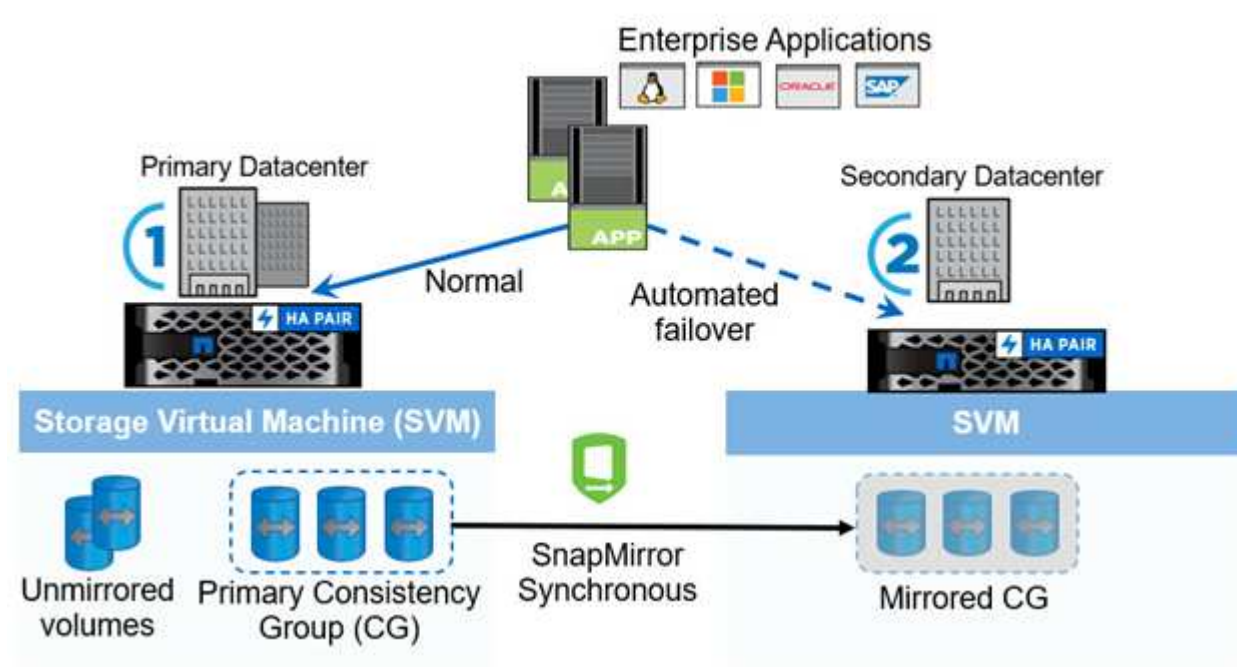 Enterprise Applications
ORACLE
SAP
Primary Datacenter
Secondary Datacenter
1
APP
2
Normal
Automated
failover
HA PAIR
HA PAIR
Storage Virtual Machine (SVM)
SVM
SnapMirror
Synchronous
Unmirrored
volumes
Primary Consistency
Group (CG)
Mirrored CG